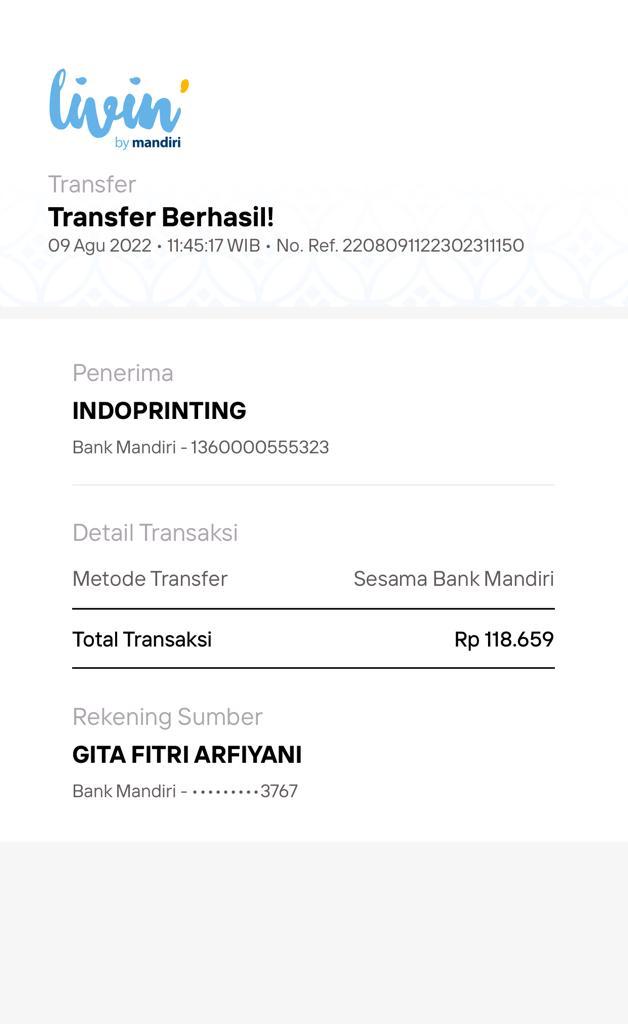 livin'
by mandiri
Transfer
Transfer Berhasil!
09 Agu 2022 • 11:45:17 WIB • No. Ref. 2208091122302311150
Penerima
INDOPRINTING
Bank Mandiri - 1360000555323
Detail Transaksi
Metode Transfer Sesama Bank Mandiri
Total Transaksi Rp 118.659
Rekening Sumber
GITA FITRI ARFIYANI
Bank Mandiri - •••••••••3767